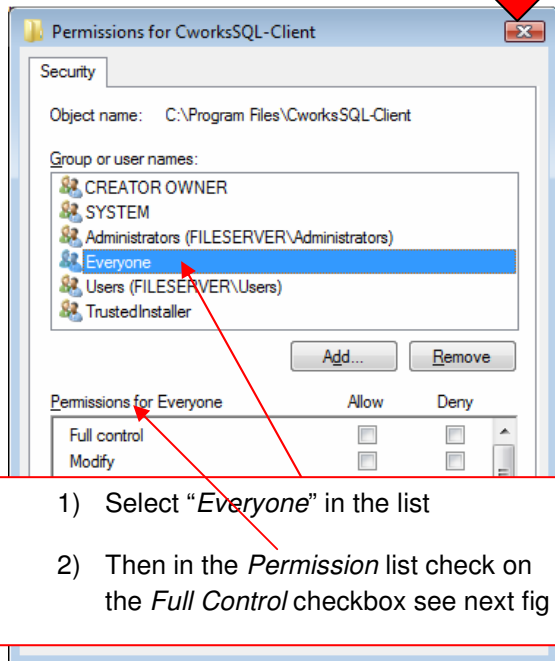 Permissions for CworksSQL-Client
Security
Object name: C:\Program Files\CworksSQL-Client
Group or user names:
CREATOR OWNER
SYSTEM
Administrators (FILESERVER\Administrators)
Everyone
Users (FILESERVER\Users)
TrustedInstaller
Add... Remove
Permissions for Everyone Allow Deny
Full control
Modify
1) Select “Everyone” in the list
2) Then in the Permission list check on
the Full Control checkbox see next fig